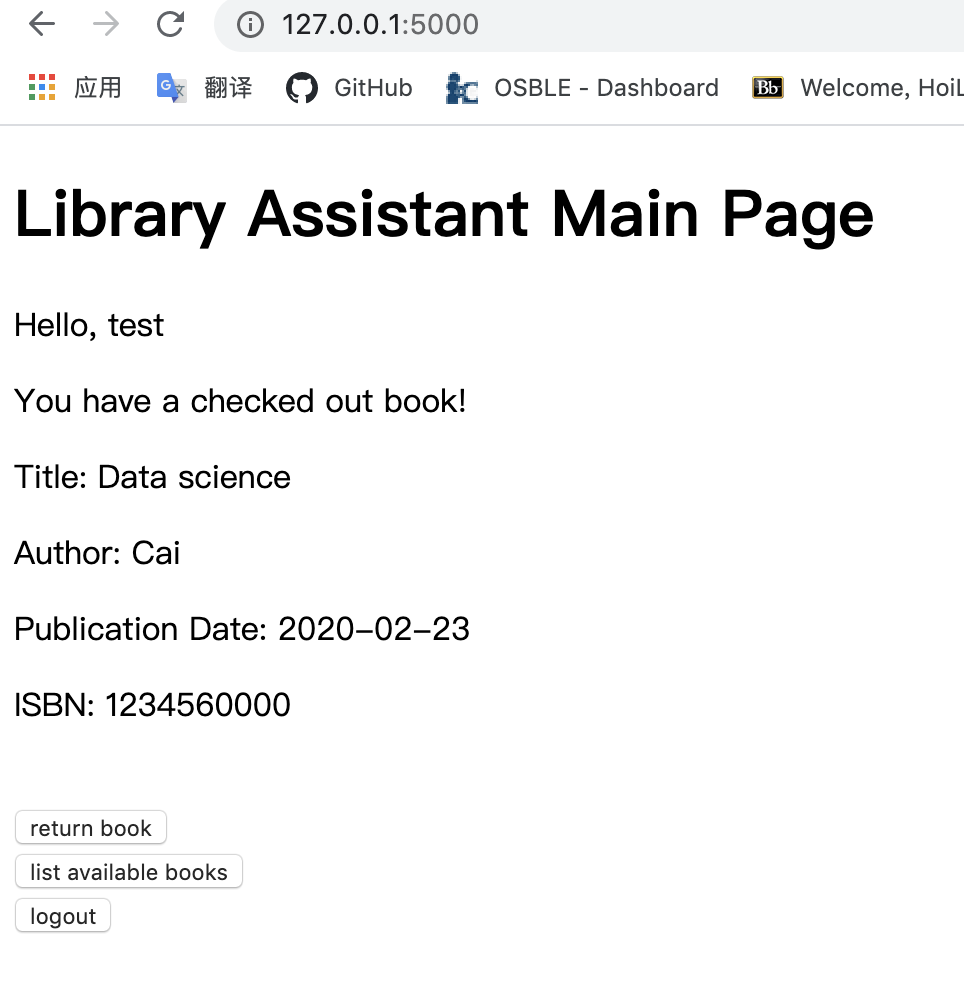 127.0.0.1:5000
应用 翻译 GitHub OSBLE - Dashboard Bb Welcome, Hoil
Library Assistant Main Page
Hello, test
You have a checked out book!
Title: Data science
Author: Cai
Publication Date: 2020-02-23
ISBN: 1234560000
return book
list available books
logout